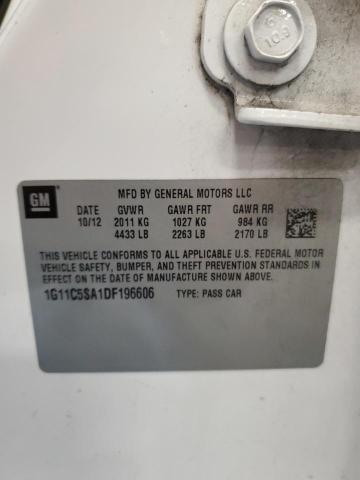 10.9
GM
MFD BY GENERAL MOTORS LLC
DATE GVWR GAWR FRT GAWR RR
10/12 2011 KG 1027 KG 984 KG
4433 LB 2263 LB 2170 LB
THIS VEHICLE CONFORMS TO ALL APPLICABLE U.S. FEDERAL MOTOR
VEHICLE SAFETY, BUMPER, AND THEFT PREVENTION STANDARDS IN
EFFECT ON THE DATE OF MANUFACTURE SHOWN ABOVE.
1G11C5SA1DF196606 TYPE: PASS CAR